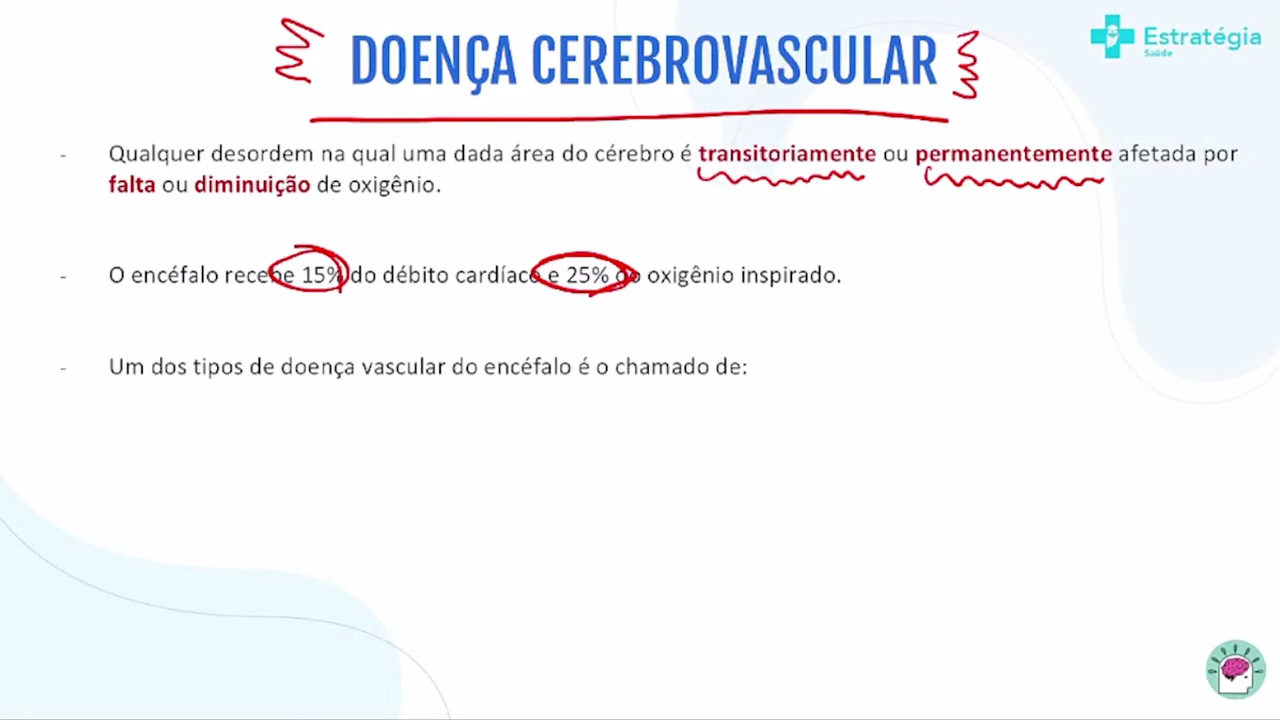 DOENÇA CEREBROVASCULAR
Estratégia
Saúde
- Qualquer desordem na qual uma dada área do cérebro é transitoriamente ou permanentemente afetada por
falta ou diminuição de oxigênio.
- O encéfalo recebe 15% do débito cardíaco e 25% do oxigênio inspirado.
- Um dos tipos de doença vascular do encéfalo é o chamado de: